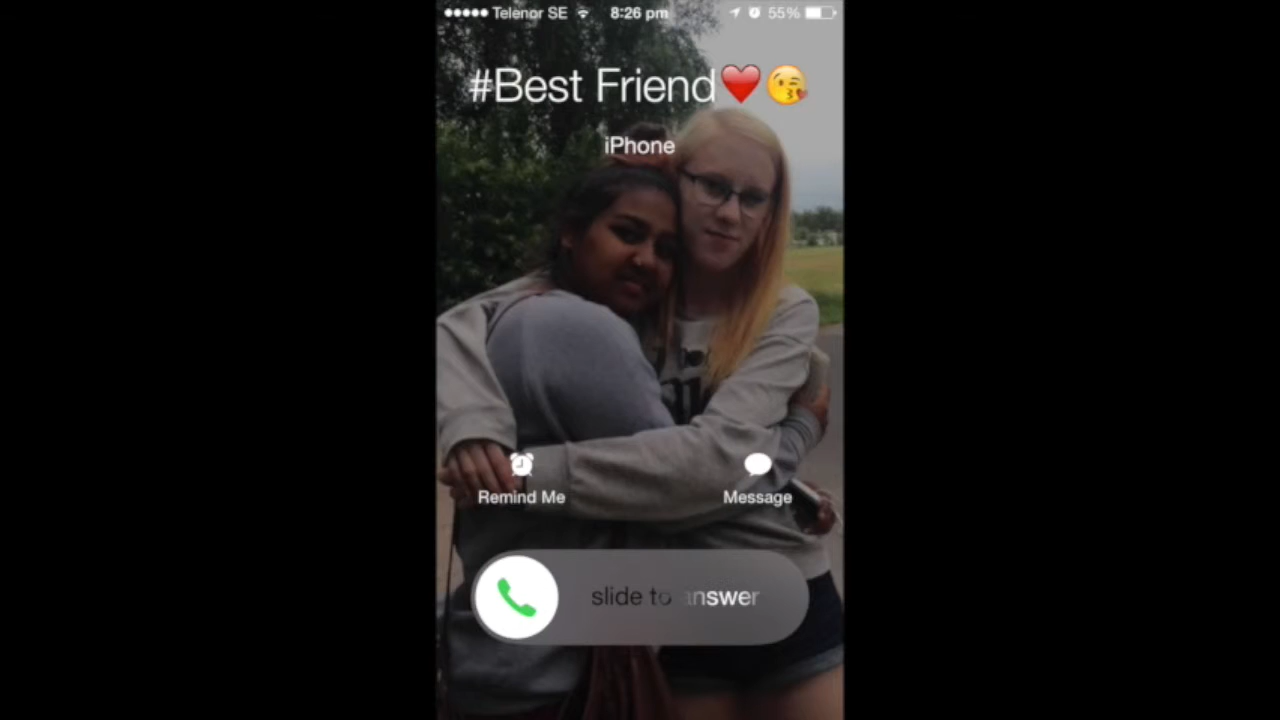 Telenor SE 8:26 pm 55%
#Best Friend❤️😘
iPhone
Remind Me Message
slide to answer